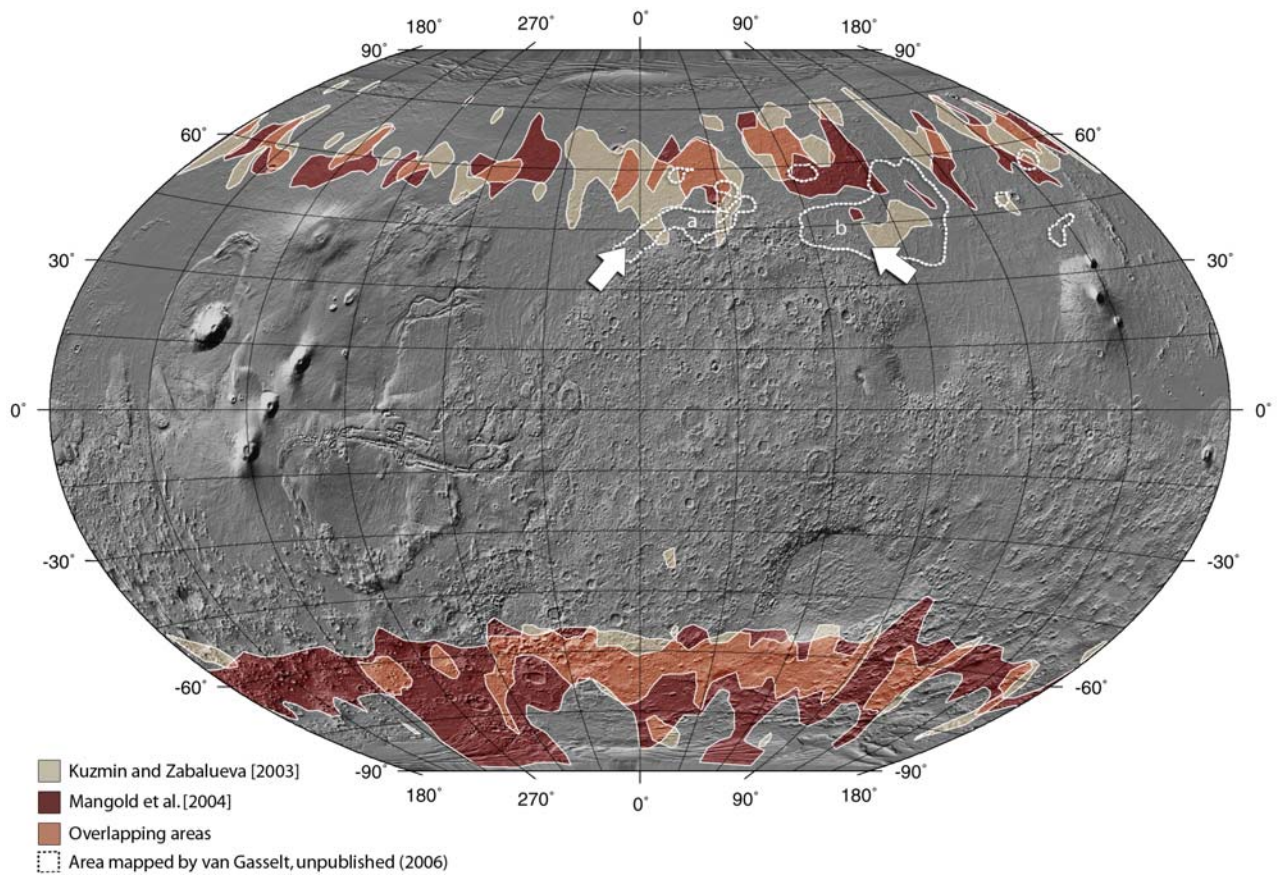 180˚ 270˚ 0˚ 90˚ 180˚
90˚ 90˚
60˚ 60˚
a b
30˚ 30˚
0˚ 0˚
-30˚ -30˚
-60˚ -60˚
-90˚ -90˚
180˚ 270˚ 0˚ 90˚ 180˚
Kuzmin and Zabalueva [2003]
Mangold et al. [2004]
Overlapping areas
Area mapped by van Gasselt, unpublished (2006)